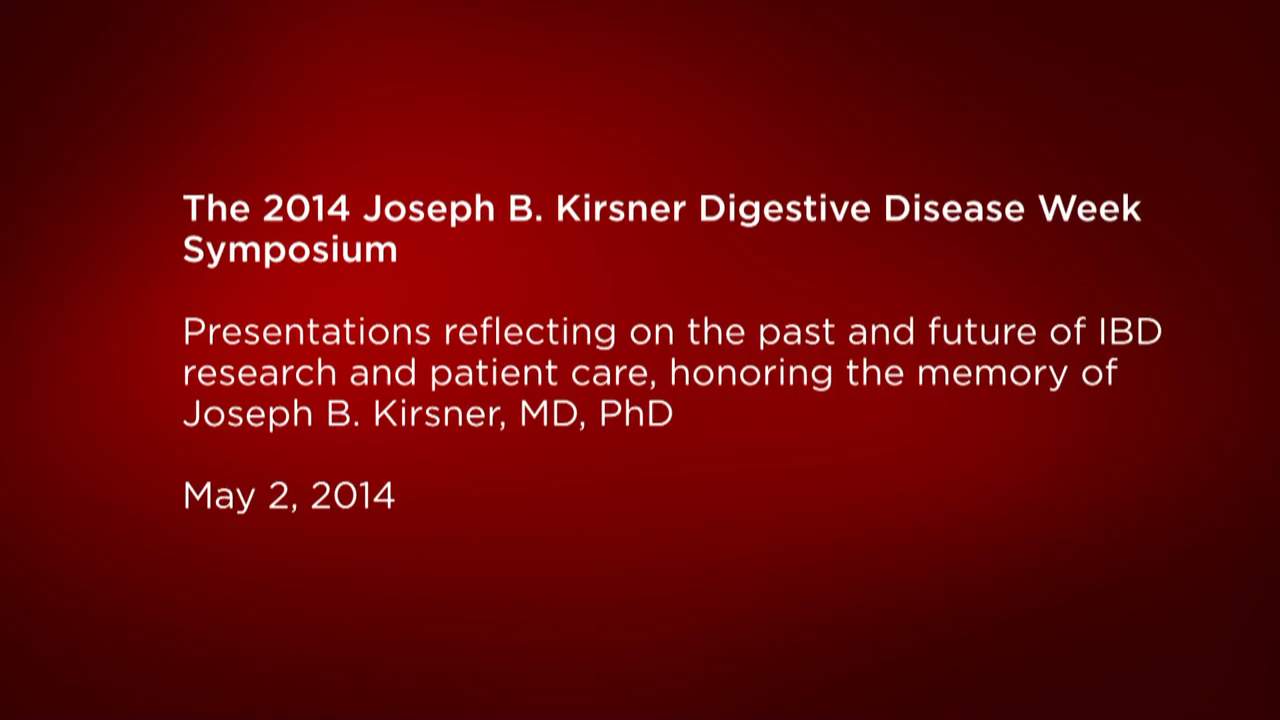 The 2014 Joseph B. Kirsner Digestive Disease Week
Symposium
Presentations reflecting on the past and future of IBD
research and patient care, honoring the memory of
Joseph B. Kirsner, MD, PhD
May 2, 2014